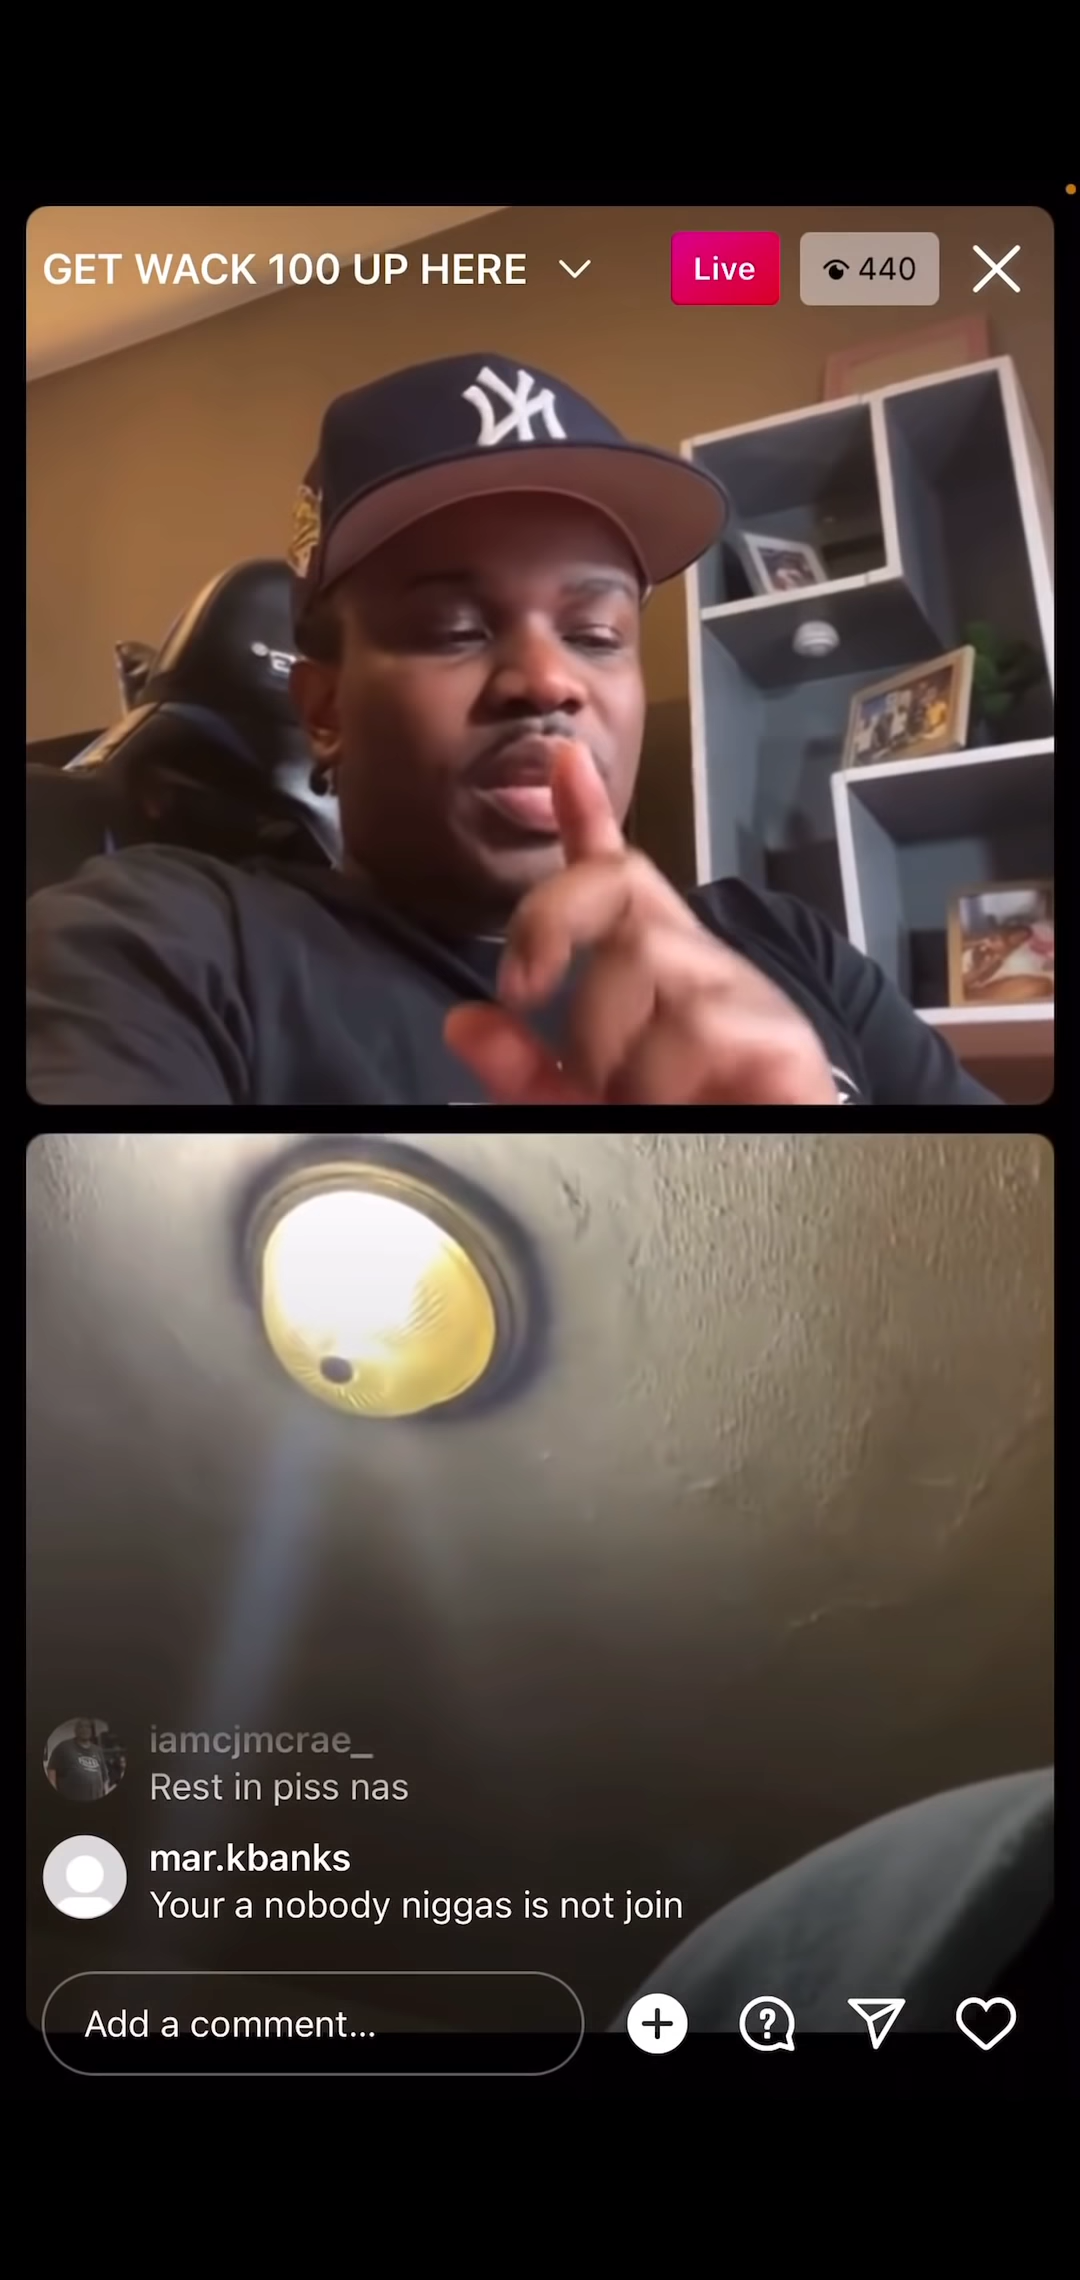 GET WACK 100 UP HERE
Live
440
iamcjmcrae_
Rest in piss nas
mar.kbanks
Your a nobody niggas is not join
Add a comment...